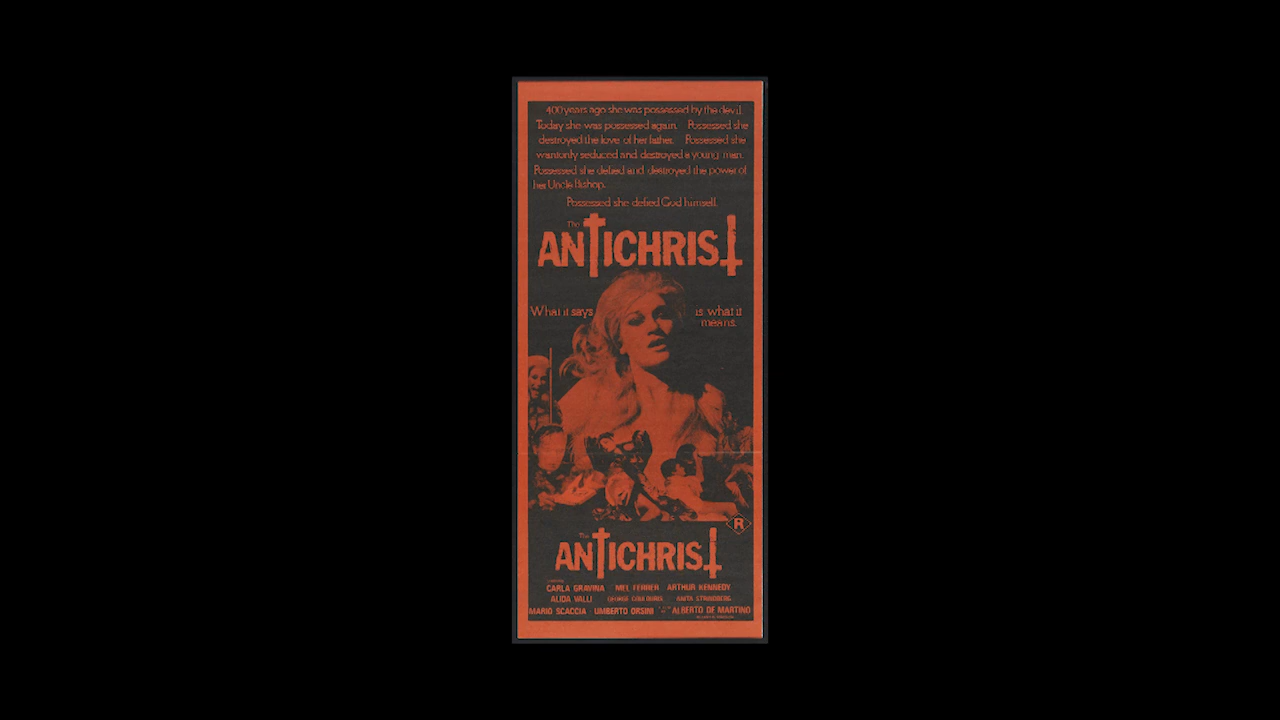 400 years ago she was possessed by the devil.
Today she was possessed again. Possessed she
destroyed the love of her father. Possessed she
wantonly seduced and destroyed a young man.
Possessed she defied and destroyed the power of
her Uncle Bishop.
Possessed she defied God himself.
The
ANTICHRIST
What it says is what it
means.
R
The
ANTICHRIST
CARLA GRAVINA MEL FERRER ARTHUR KENNEDY
ALIDA VALLI GEORGE COULOURIS ANITA STRINDBERG
MARIO SCACCIA UMBERTO ORSINI ALBERTO DE MARTINO